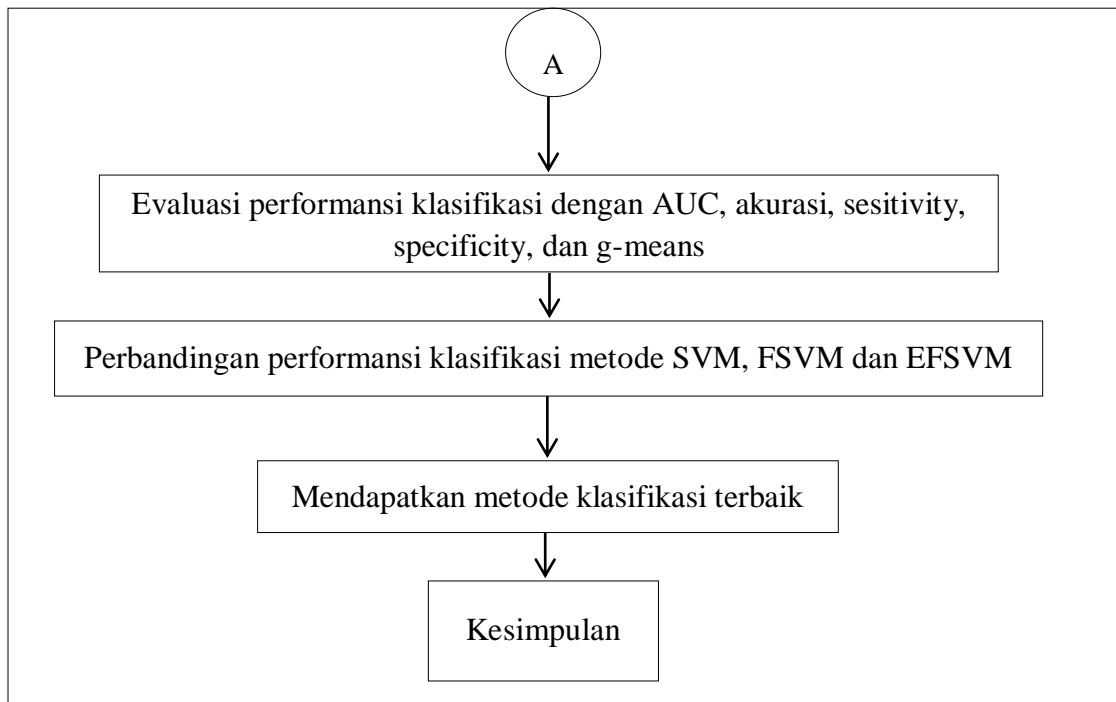 A
Evaluasi performansi klasifikasi dengan AUC, akurasi, sesitivity,
specificity, dan g-means
Perbandingan performansi klasifikasi metode SVM, FSVM dan EFSVM
Mendapatkan metode klasifikasi terbaik
Kesimpulan